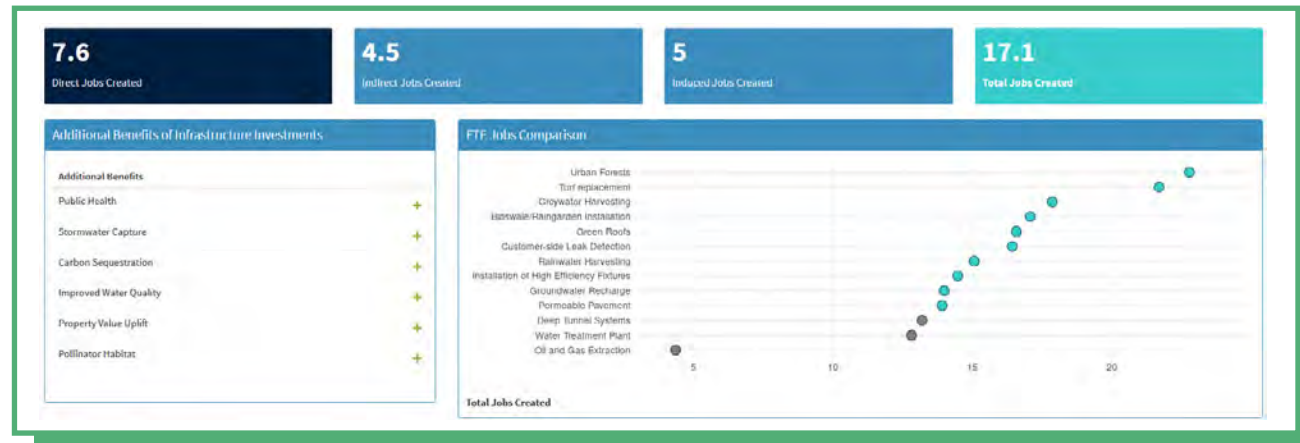 7.6
Direct Jobs Created
4.5
Indirect Jobs Created
5
Induced Jobs Created
17.1
Total Jobs Created
Additional Benefits of Infrastructure Investments
Additional Benefits
Public Health +
Stormwater Capture +
Carbon Sequestration +
Improved Water Quality +
Property Value Uplift +
Pollinator Habitat +
FTE Jobs Comparison
Urban Forests
Turf replacement
Greywater Harvesting
Bioswale/Raingarden Installation
Green Roofs
Customer-side Leak Detection
Rainwater Harvesting
Installation of High Efficiency Fixtures
Groundwater Recharge
Permeable Pavement
Deep Tunnel Systems
Water Treatment Plant
Oil and Gas Extraction
5 10 15 20
Total Jobs Created